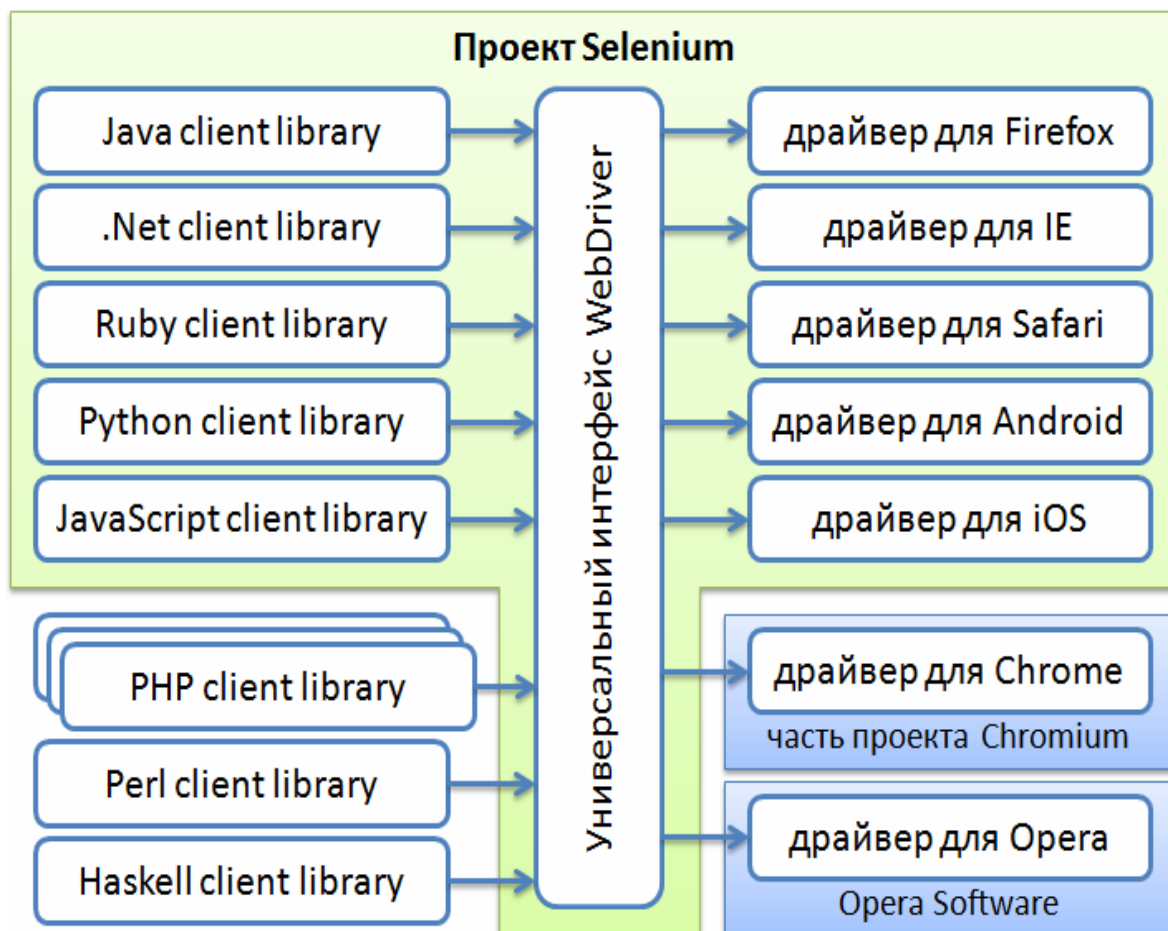 Проект Selenium
Java client library
.Net client library
Ruby client library
Python client library
JavaScript client library
PHP client library
Perl client library
Haskell client library
Универсальный интерфейс WebDriver
драйвер для Firefox
драйвер для IE
драйвер для Safari
драйвер для Android
драйвер для iOS
драйвер для Chrome
часть проекта Chromium
драйвер для Opera
Opera Software